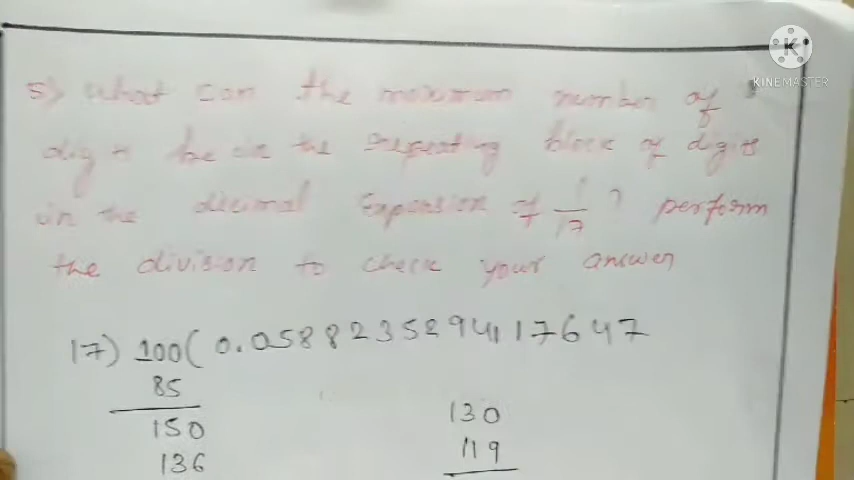 K
KINEMASTER
5) What can the maximum number of
digits be in the repeating block of digits
in the decimal Expansion of 1/17 ? perform
the division to check your answer
17) 100( 0.0588235294117647
85
150
136
130
119